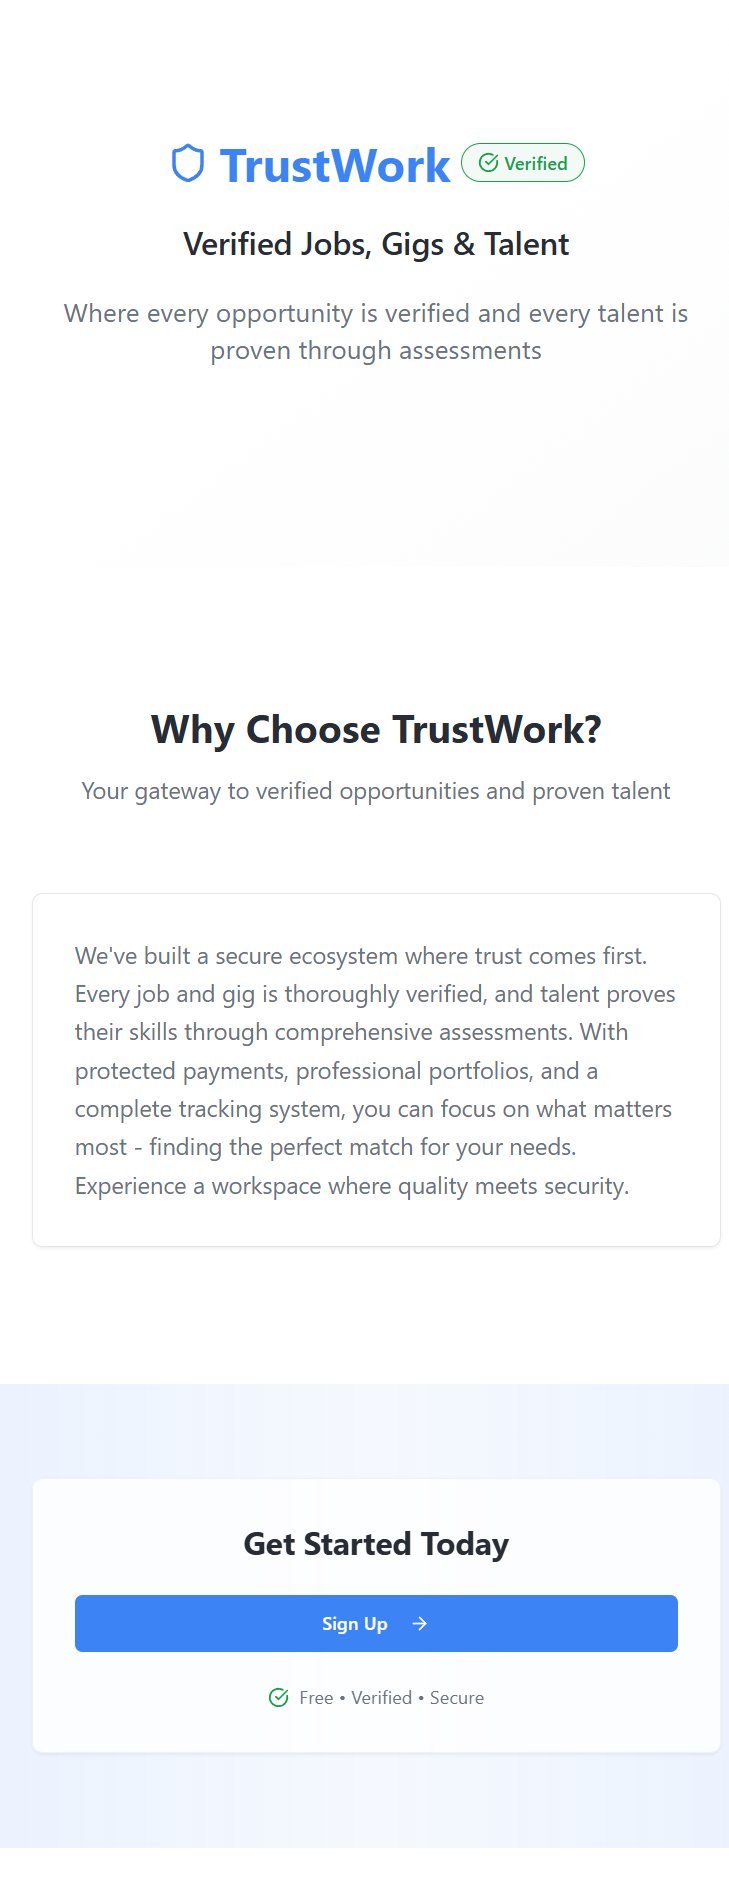 TrustWork Verified
Verified Jobs, Gigs & Talent
Where every opportunity is verified and every talent is
proven through assessments
Why Choose TrustWork?
Your gateway to verified opportunities and proven talent
We've built a secure ecosystem where trust comes first.
Every job and gig is thoroughly verified, and talent proves
their skills through comprehensive assessments. With
protected payments, professional portfolios, and a
complete tracking system, you can focus on what matters
most - finding the perfect match for your needs.
Experience a workspace where quality meets security.
Get Started Today
Sign Up
Free • Verified • Secure